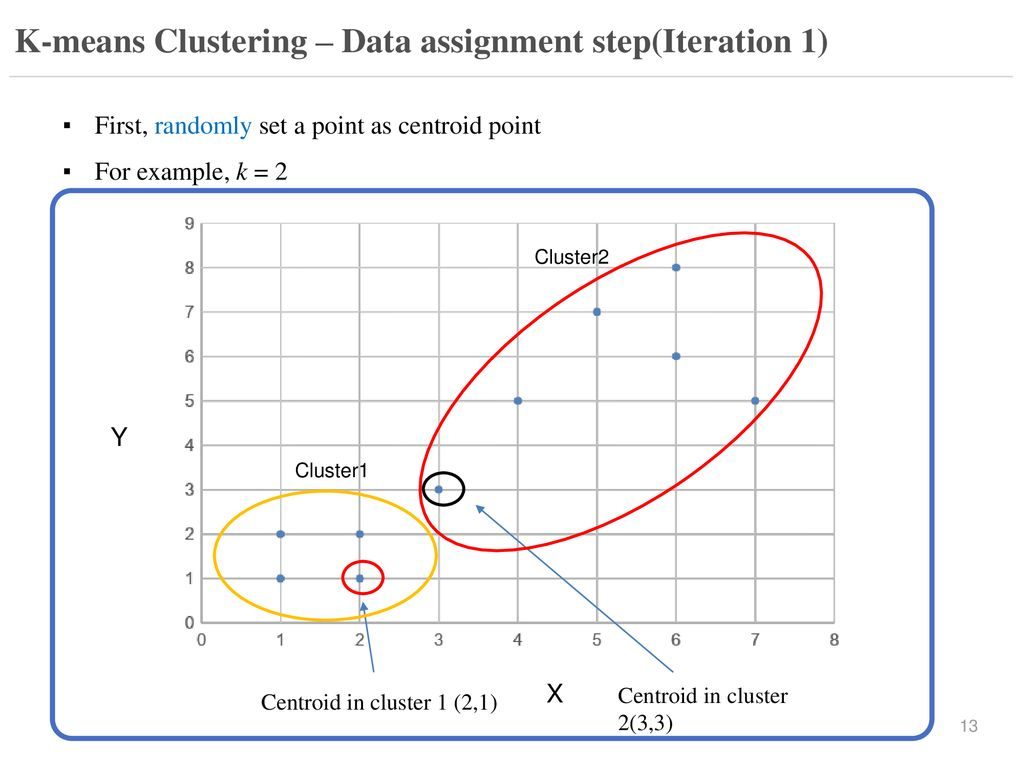 K-means Clustering – Data assignment step(Iteration 1)
▪ First, randomly set a point as centroid point
▪ For example, k = 2
9
Cluster2
8
7
6
5
Y
4
Cluster1
3
2
1
0
0 1 2 3 4 5 6 7 8
X
Centroid in cluster 1 (2,1)
Centroid in cluster
2(3,3)
13